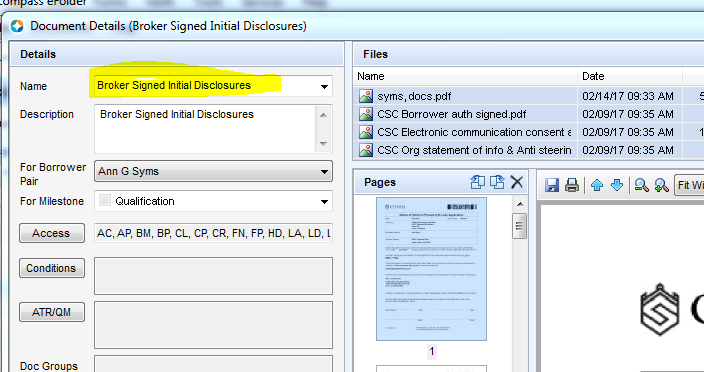 ompass eFolder
Document Details (Broker Signed Initial Disclosures)
Details
Name Broker Signed Initial Disclosures
Description Broker Signed Initial Disclosures
For Borrower
Pair Ann G Syms
For Milestone Qualification
Access AC, AP, BM, BP, CL, CP, CR, FN, FP, HD, LA, LD, L
Conditions
ATR/QM
Doc Groups
Files
Name Date
syms, docs.pdf 02/14/17 09:33 AM 5
CSC Borrower auth signed.pdf 02/09/17 09:35 AM
CSC Electronic communication consent a 02/09/17 09:35 AM
CSC Org statement of info & Anti steerin 02/09/17 09:35 AM
Pages
1
Fit Wi